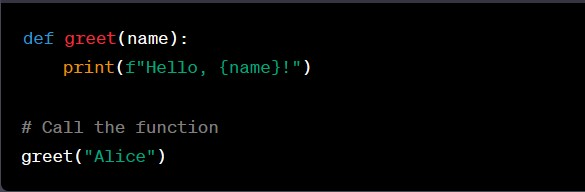 def greet(name):
    print(f"Hello, {name}!")

# Call the function
greet("Alice")